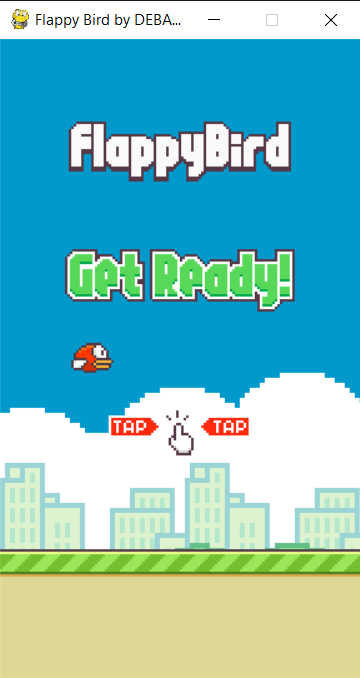 Flappy Bird by DEBA...
FlappyBird
Get Ready!
TAP TAP